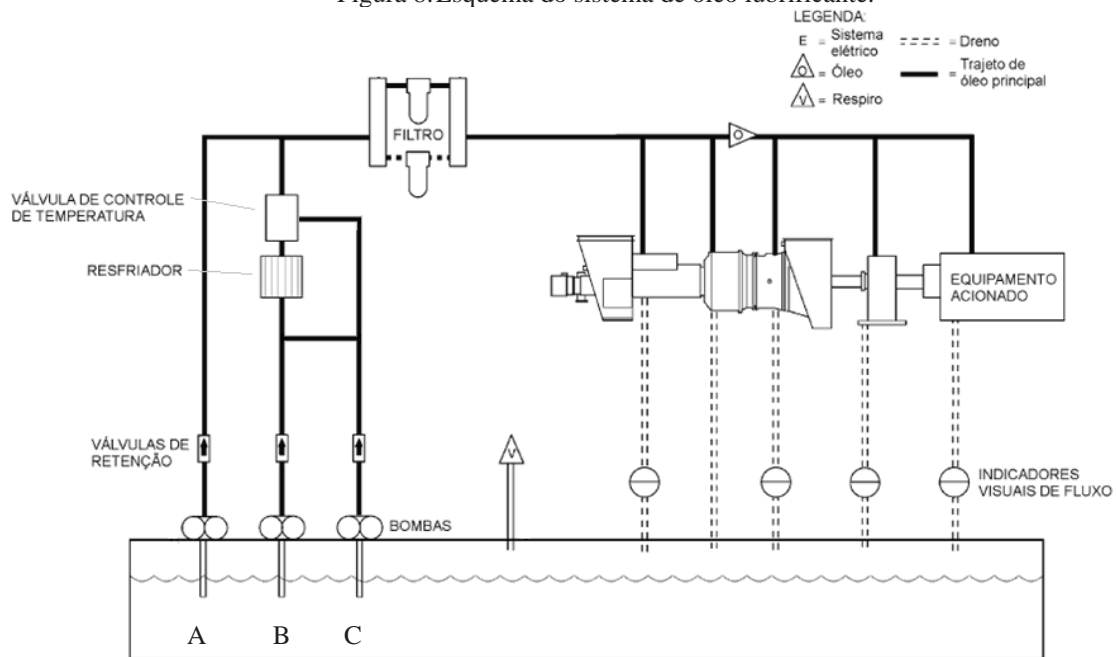 Figura 8:Esquema do sistema de óleo lubrificante.
LEGENDA:
E = Sistema elétrico
= Dreno
O = Óleo
= Trajeto de óleo principal
V = Respiro
FILTRO
O
VÁLVULA DE CONTROLE
DE TEMPERATURA
RESFRIADOR
EQUIPAMENTO
ACIONADO
VÁLVULAS DE
RETENÇÃO
V
INDICADORES
VISUAIS DE FLUXO
BOMBAS
A B C